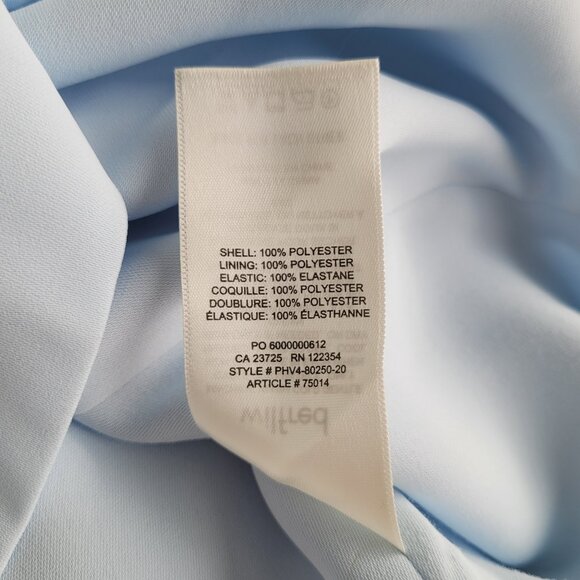 SHELL: 100% POLYESTER
LINING: 100% POLYESTER
ELASTIC: 100% ELASTANE
COQUILLE: 100% POLYESTER
DOUBLURE: 100% POLYESTER
ÉLASTIQUE: 100% ÉLASTHANNE
PO 6000000612
CA 23725 RN 122354
STYLE # PHV4-80250-20
ARTICLE # 75014
wilfred